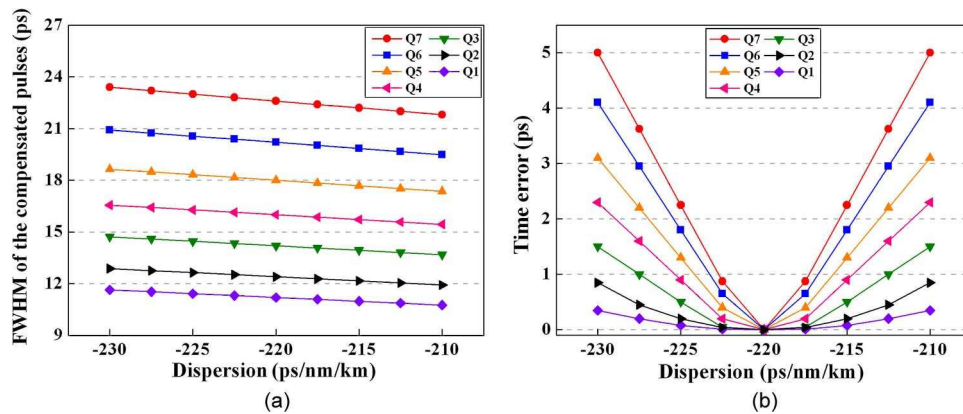 FWHM of the compensated pulses (ps)
27
24
21
18
15
12
9
Q7 Q3
Q6 Q2
Q5 Q1
Q4
-230 -225 -220 -215 -210
Dispersion (ps/nm/km)
(a)
Time error (ps)
5
4
3
2
1
0
Q7 Q3
Q6 Q2
Q5 Q1
Q4
-230 -225 -220 -215 -210
Dispersion (ps/nm/km)
(b)